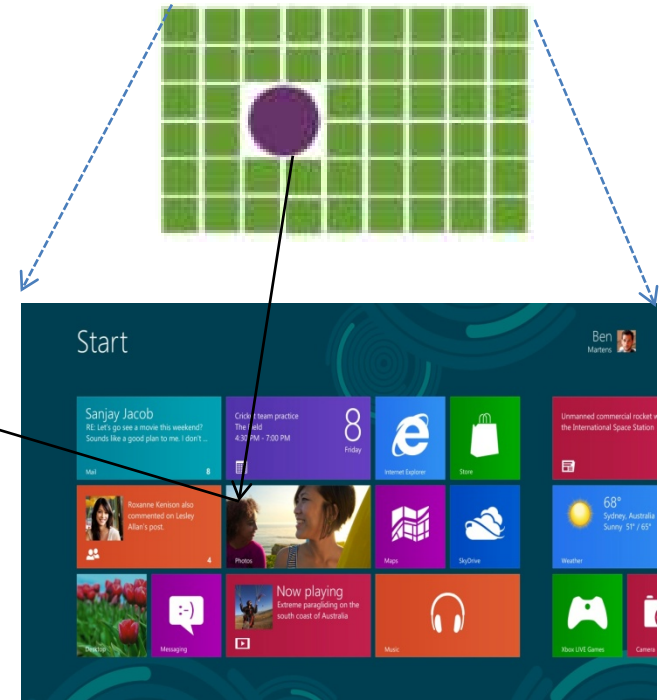 Start
Ben
Martens
Sanjay Jacob
RE: Let's go see a movie this weekend?
Sounds like a good plan to me. I don't ...
Mail
8
Cricket team practice
The Field
4:30 PM - 7:00 PM
8
Friday
Internet Explorer
Store
Unmanned commercial rocket
the International Space Station
Roxanne Kenison also
commented on Lesley
Allan's post.
4
Photos
Maps
SkyDrive
68°
Sydney, Australia
Sunny 51° / 65°
Weather
Desktop
:-)
Messaging
Now playing
Extreme paragliding on the
south coast of Australia
Music
Xbox LIVE Games
Camera